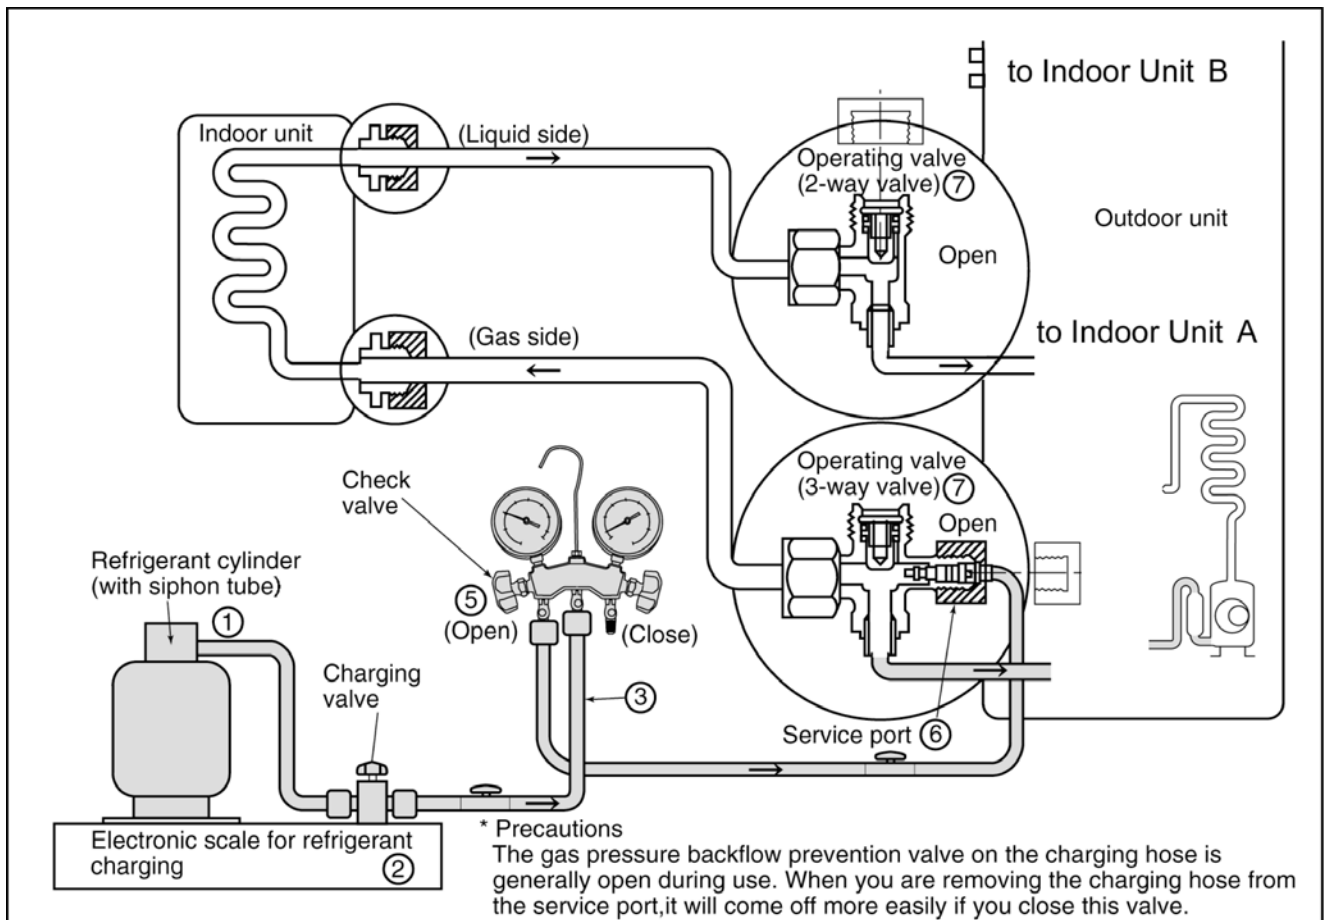 to Indoor Unit B
Indoor unit
(Liquid side)
Operating valve
(2-way valve) ⑦
Outdoor unit
Open
to Indoor Unit A
(Gas side)
Operating valve
(3-way valve) ⑦
Open
Check
valve
Refrigerant cylinder
(with siphon tube)
⑤
(Open)
(Close)
①
Charging
valve
③
Service port ⑥
Electronic scale for refrigerant
charging ②
* Precautions
The gas pressure backflow prevention valve on the charging hose is
generally open during use. When you are removing the charging hose from
the service port,it will come off more easily if you close this valve.